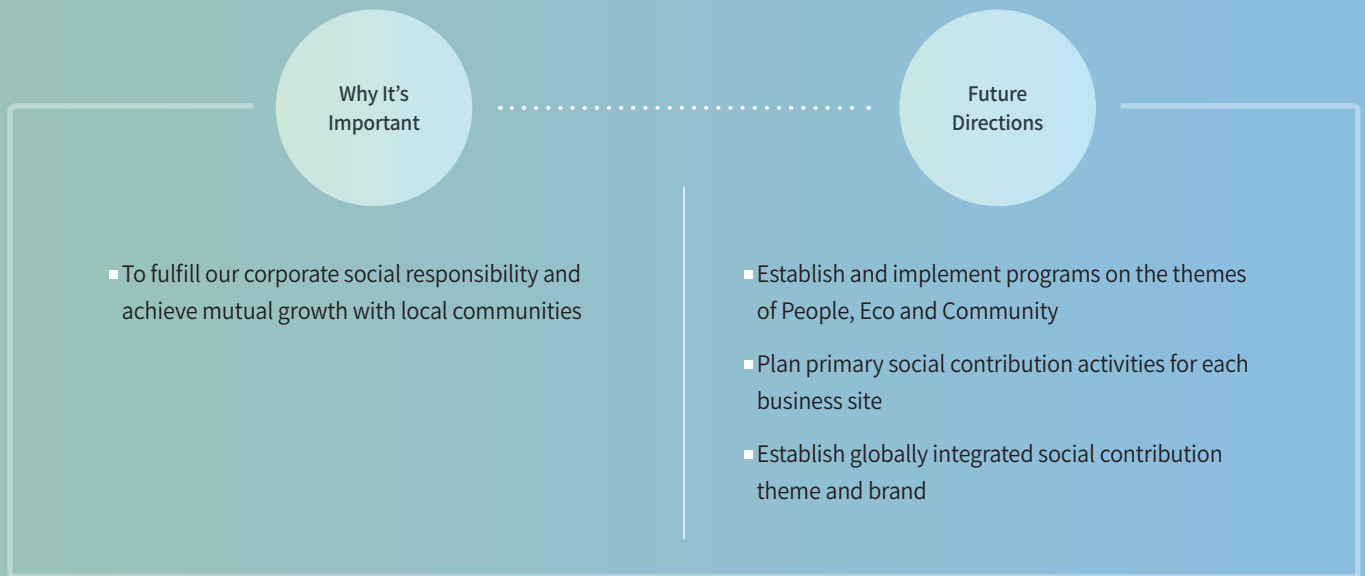 Why It's
Important
Future
Directions
To fulfill our corporate social responsibility and
achieve mutual growth with local communities
Establish and implement programs on the themes
of People, Eco and Community
Plan primary social contribution activities for each
business site
Establish globally integrated social contribution
theme and brand